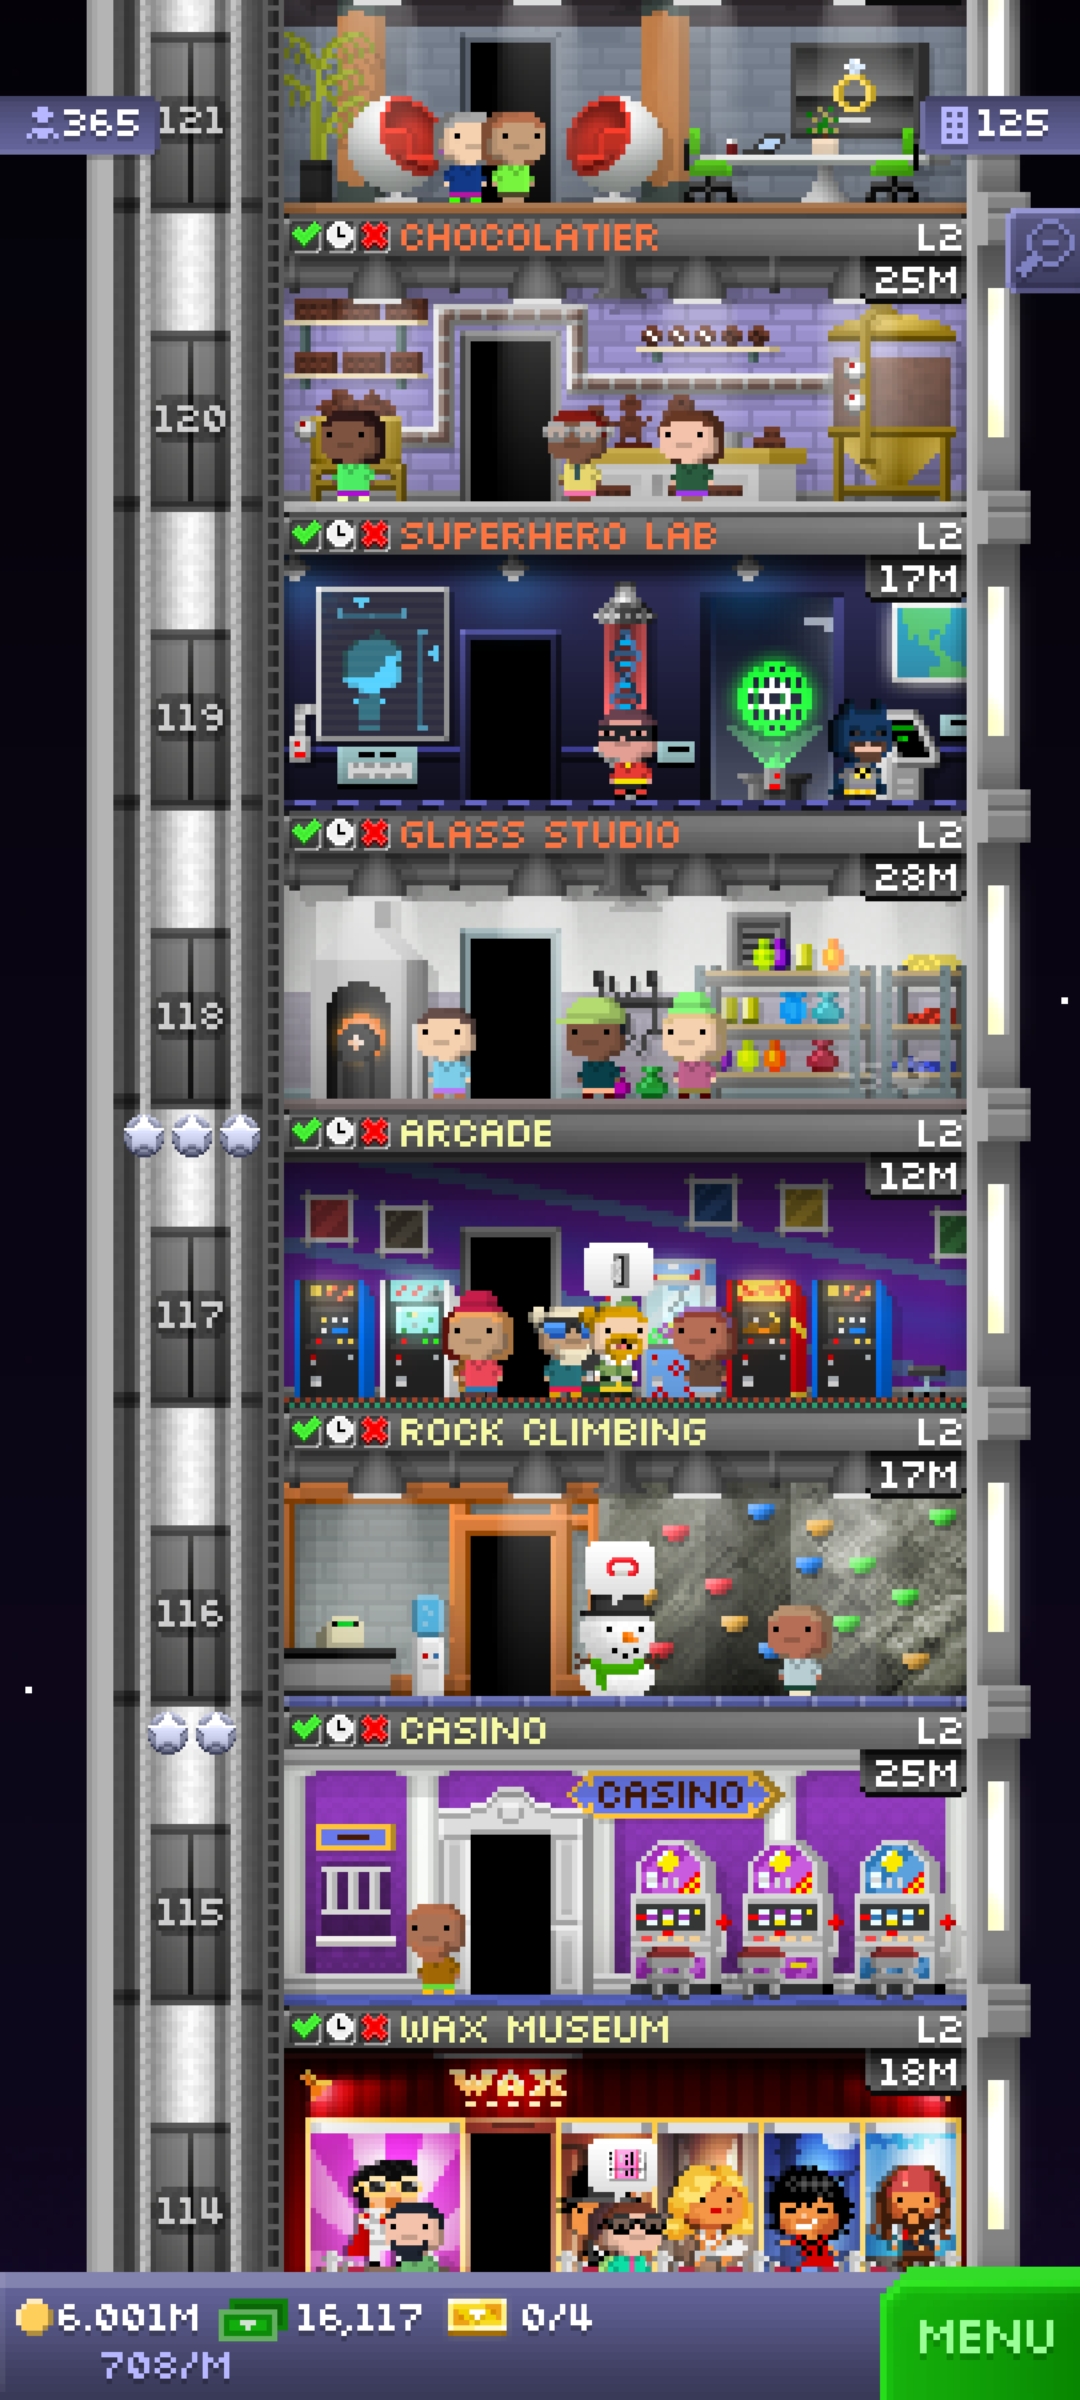 121
365
125
CHOCOLATIER L2
25M
120
SUPERHERO LAB L2
17M
119
GLASS STUDIO L2
28M
118
ARCADE L2
12M
117
ROCK CLIMBING L2
17M
116
CASINO L2
25M
CASINO
115
WAX MUSEUM L2
18M
WAX
114
6.001M 16,117 0/4
708/M
MENU